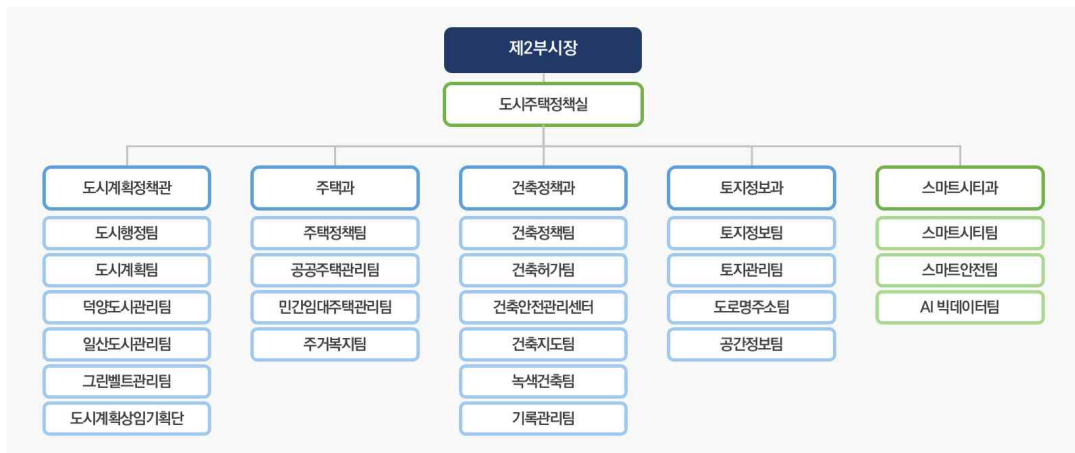 제2부시장
도시주택정책실
도시계획정책관
도시행정팀
도시계획팀
덕양도시관리팀
일산도시관리팀
그린벨트관리팀
도시계획상임기획단
주택과
주택정책팀
공공주택관리팀
민간임대주택관리팀
주거복지팀
건축정책과
건축정책팀
건축허가팀
건축안전관리센터
건축지도팀
녹색건축팀
기록관리팀
토지정보과
토지정보팀
토지관리팀
도로명주소팀
공간정보팀
스마트시티과
스마트시티팀
스마트안전팀
AI 빅데이터팀